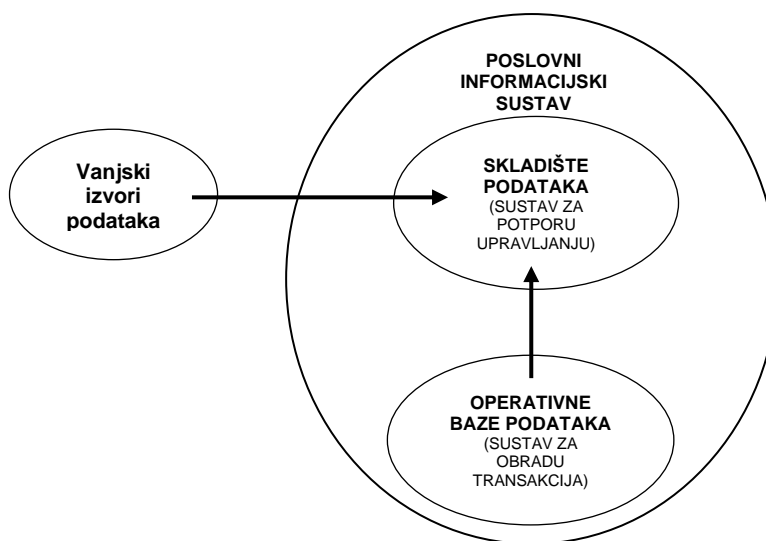 POSLOVNI
INFORMACIJSKI
SUSTAV
Vanjski
izvori
podataka
SKLADIŠTE
PODATAKA
(SUSTAV ZA
POTPORU
UPRAVLJANJU)
OPERATIVNE
BAZE PODATAKA
(SUSTAV ZA
OBRADU
TRANSAKCIJA)